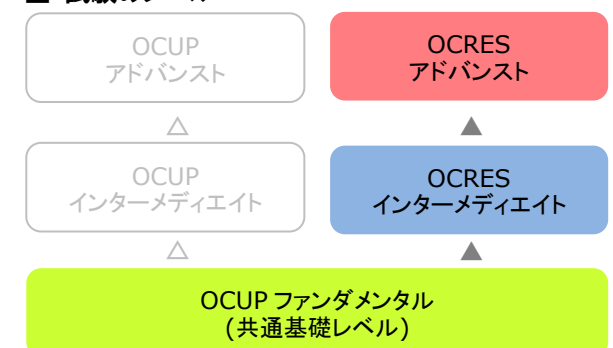 OCUP
アドバンスト
OCRES
アドバンスト
△ ▲
OCUP
インターメディエイト
OCRES
インターメディエイト
△ ▲
OCUP ファンダメンタル
(共通基礎レベル)